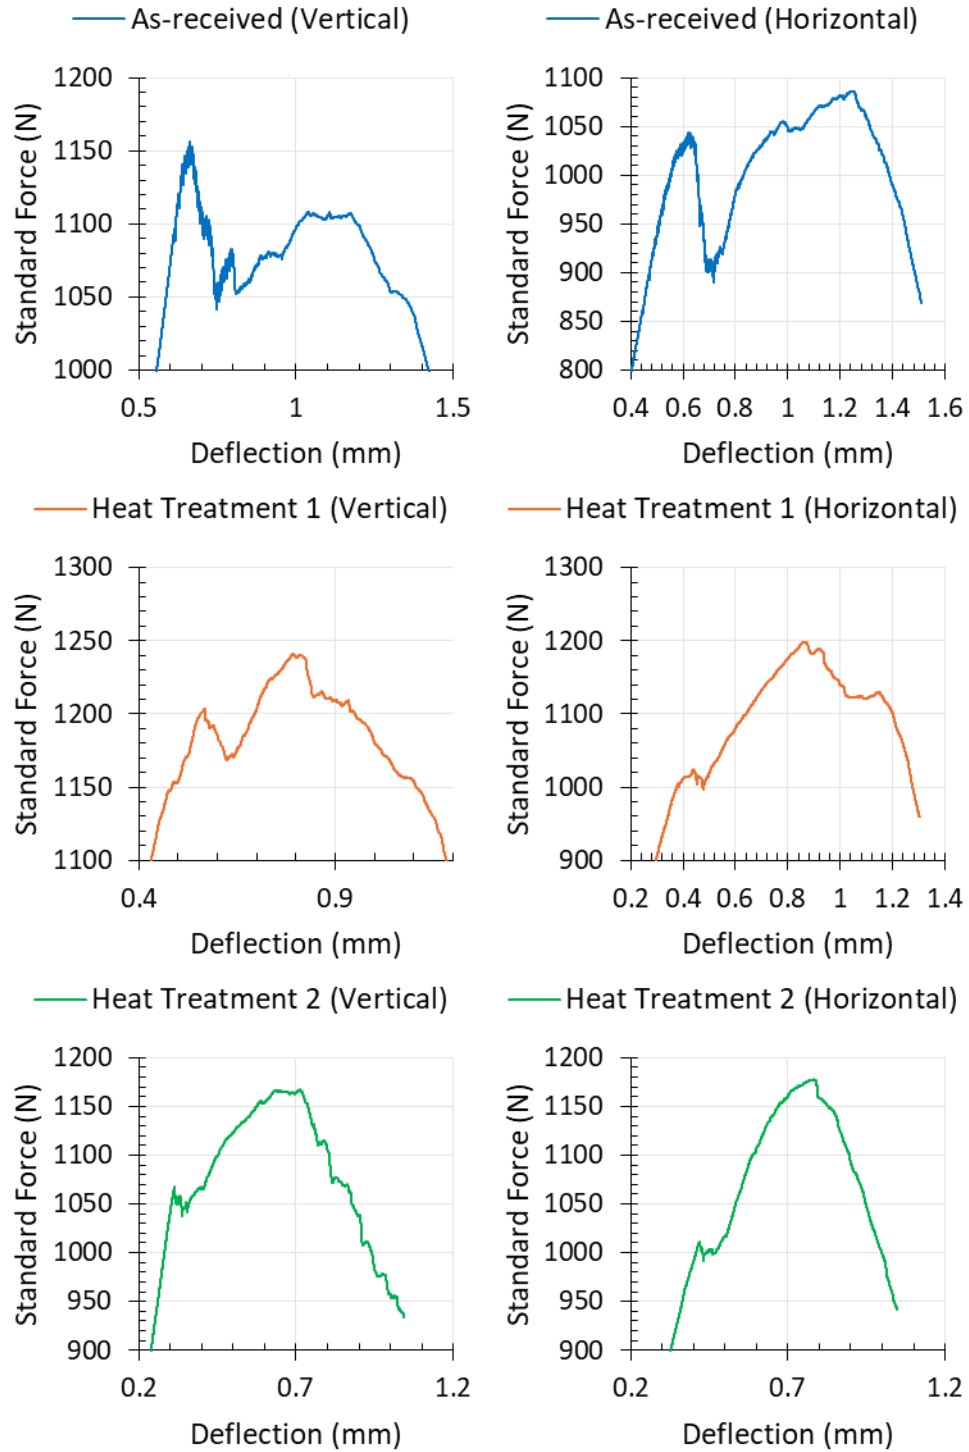 As-received (Vertical)
1200
1150
1100
1050
1000
0.5 1 1.5
Standard Force (N)
Deflection (mm)
As-received (Horizontal)
1100
1050
1000
950
900
850
800
0.4 0.6 0.8 1 1.2 1.4 1.6
Standard Force (N)
Deflection (mm)
Heat Treatment 1 (Vertical)
1300
1250
1200
1150
1100
0.4 0.9
Standard Force (N)
Deflection (mm)
Heat Treatment 1 (Horizontal)
1300
1200
1100
1000
900
0.2 0.4 0.6 0.8 1 1.2 1.4
Standard Force (N)
Deflection (mm)
Heat Treatment 2 (Vertical)
1200
1150
1100
1050
1000
950
900
0.2 0.7 1.2
Standard Force (N)
Deflection (mm)
Heat Treatment 2 (Horizontal)
1200
1150
1100
1050
1000
950
900
0.2 0.7 1.2
Standard Force (N)
Deflection (mm)